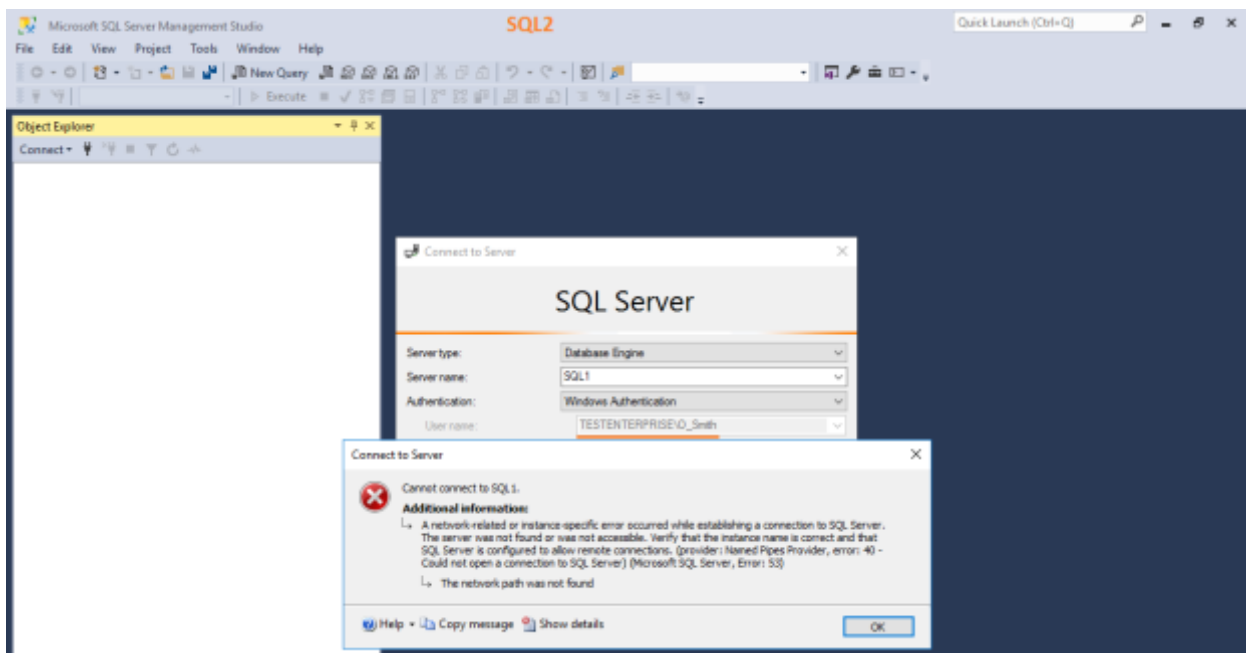 Microsoft SQL Server Management Studio
SQL2
Quick Launch (Ctrl+Q)
File Edit View Project Tools Window Help
New Query
Execute
Object Explorer
Connect
Connect to Server
SQL Server
Server type: Database Engine
Server name: SQL1
Authentication: Windows Authentication
User name: TESTENTERPRISE\O_Smith
Connect to Server
Cannot connect to SQL1.
Additional information:
A network-related or instance-specific error occurred while establishing a connection to SQL Server.
The server was not found or was not accessible. Verify that the instance name is correct and that
SQL Server is configured to allow remote connections. (provider: Named Pipes Provider, error: 40 -
Could not open a connection to SQL Server) (Microsoft SQL Server, Error: 53)
The network path was not found
Help Copy message Show details
OK